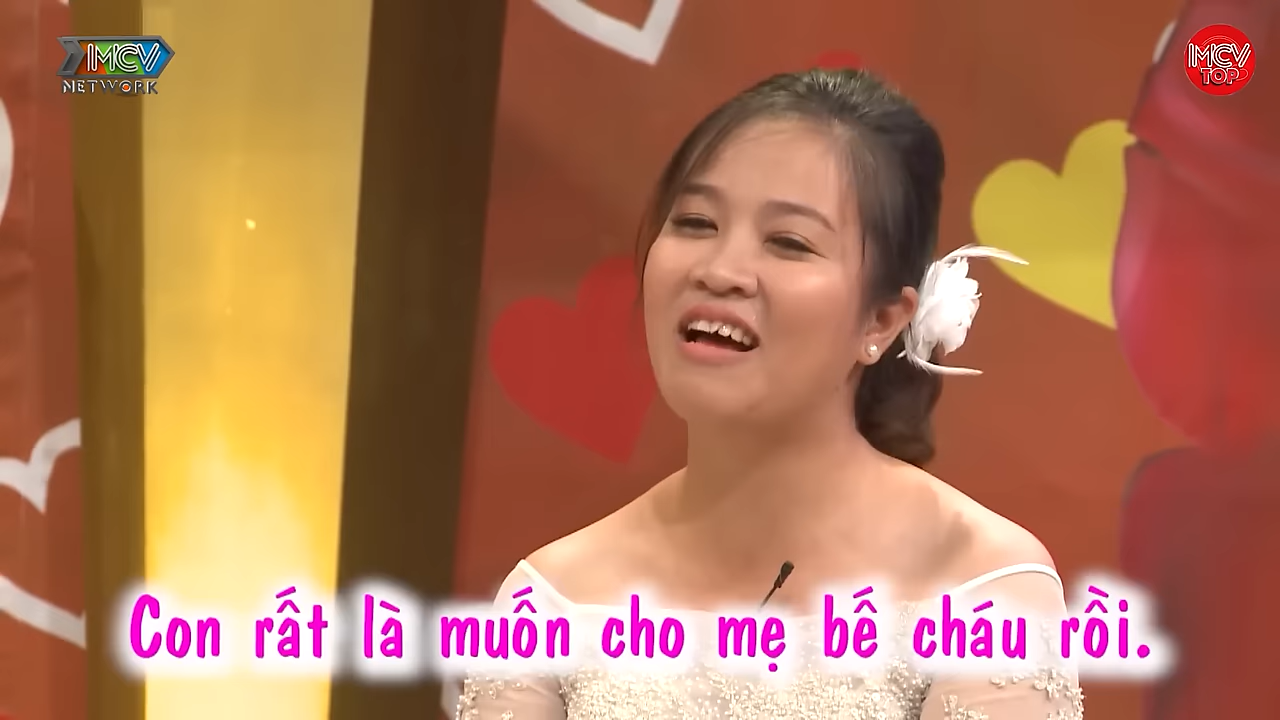 MCV
NETWORK
MCV
TOP
Con rất là muốn cho mẹ bế cháu rồi.